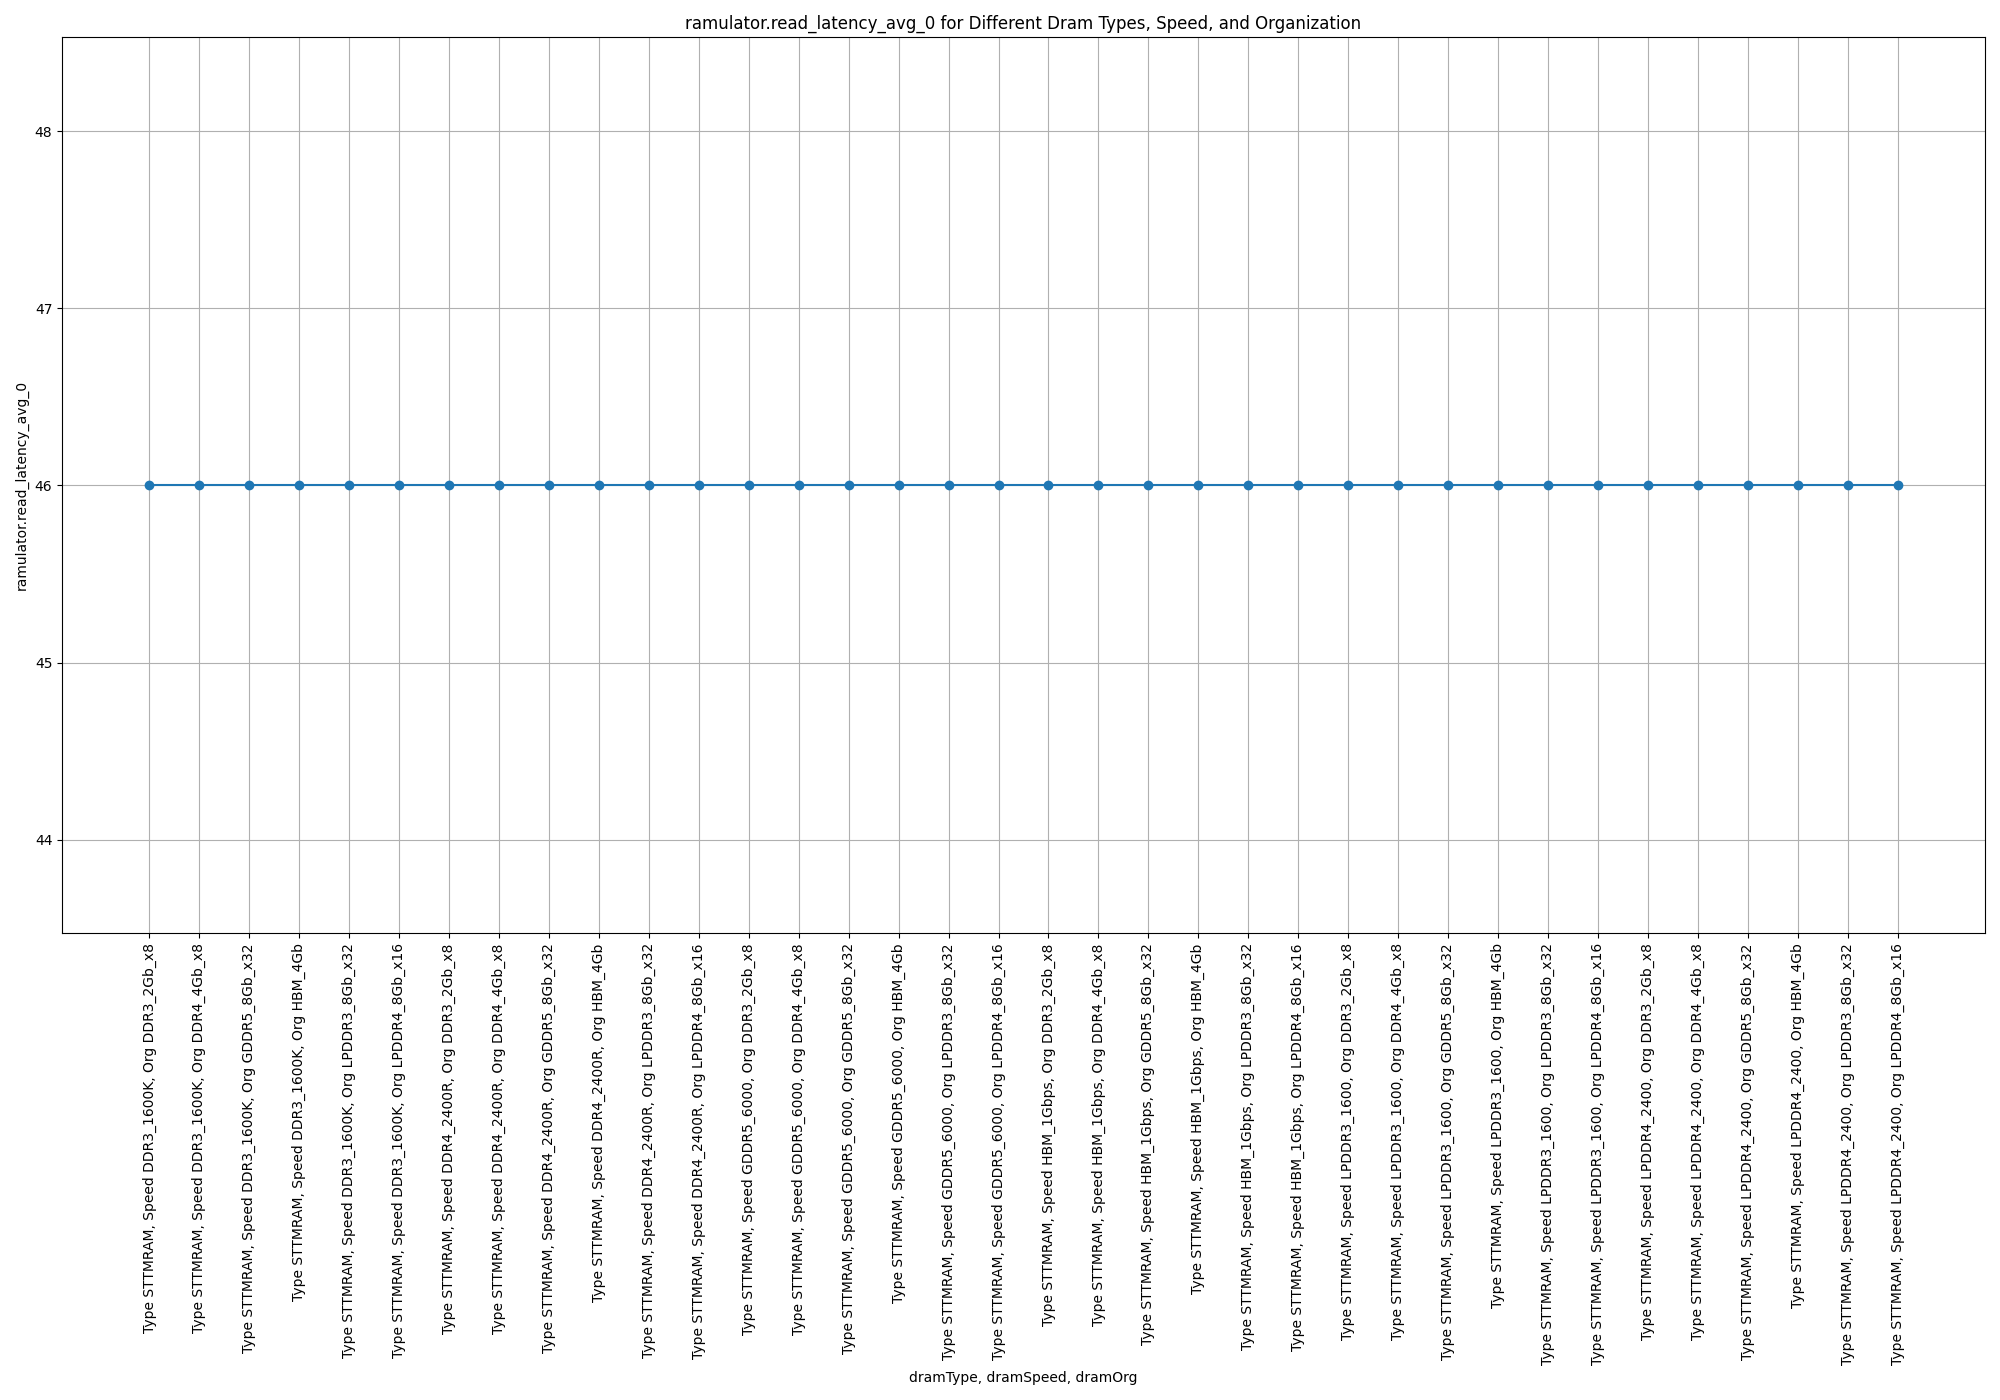 ramulator.read_latency_avg_0 for Different Dram Types, Speed, and Organization
48
47
46
45
44
ramulator.read_latency_avg_0
Type STTMRAM, Speed DDR3_1600K, Org DDR3_2Gb_x8
Type STTMRAM, Speed DDR3_1600K, Org DDR4_4Gb_x8
Type STTMRAM, Speed DDR3_1600K, Org GDDR5_8Gb_x32
Type STTMRAM, Speed DDR3_1600K, Org HBM_4Gb
Type STTMRAM, Speed DDR3_1600K, Org LPDDR3_8Gb_x32
Type STTMRAM, Speed DDR3_1600K, Org LPDDR4_8Gb_x16
Type STTMRAM, Speed DDR4_2400R, Org DDR3_2Gb_x8
Type STTMRAM, Speed DDR4_2400R, Org DDR4_4Gb_x8
Type STTMRAM, Speed DDR4_2400R, Org GDDR5_8Gb_x32
Type STTMRAM, Speed DDR4_2400R, Org HBM_4Gb
Type STTMRAM, Speed DDR4_2400R, Org LPDDR3_8Gb_x32
Type STTMRAM, Speed DDR4_2400R, Org LPDDR4_8Gb_x16
Type STTMRAM, Speed GDDR5_6000, Org DDR3_2Gb_x8
Type STTMRAM, Speed GDDR5_6000, Org DDR4_4Gb_x8
Type STTMRAM, Speed GDDR5_6000, Org GDDR5_8Gb_x32
Type STTMRAM, Speed GDDR5_6000, Org HBM_4Gb
Type STTMRAM, Speed GDDR5_6000, Org LPDDR3_8Gb_x32
Type STTMRAM, Speed GDDR5_6000, Org LPDDR4_8Gb_x16
Type STTMRAM, Speed HBM_1Gbps, Org DDR3_2Gb_x8
Type STTMRAM, Speed HBM_1Gbps, Org DDR4_4Gb_x8
Type STTMRAM, Speed HBM_1Gbps, Org GDDR5_8Gb_x32
Type STTMRAM, Speed HBM_1Gbps, Org HBM_4Gb
Type STTMRAM, Speed HBM_1Gbps, Org LPDDR3_8Gb_x32
Type STTMRAM, Speed HBM_1Gbps, Org LPDDR4_8Gb_x16
Type STTMRAM, Speed LPDDR3_1600, Org DDR3_2Gb_x8
Type STTMRAM, Speed LPDDR3_1600, Org DDR4_4Gb_x8
Type STTMRAM, Speed LPDDR3_1600, Org GDDR5_8Gb_x32
Type STTMRAM, Speed LPDDR3_1600, Org HBM_4Gb
Type STTMRAM, Speed LPDDR3_1600, Org LPDDR3_8Gb_x32
Type STTMRAM, Speed LPDDR3_1600, Org LPDDR4_8Gb_x16
Type STTMRAM, Speed LPDDR4_2400, Org DDR3_2Gb_x8
Type STTMRAM, Speed LPDDR4_2400, Org DDR4_4Gb_x8
Type STTMRAM, Speed LPDDR4_2400, Org GDDR5_8Gb_x32
Type STTMRAM, Speed LPDDR4_2400, Org HBM_4Gb
Type STTMRAM, Speed LPDDR4_2400, Org LPDDR3_8Gb_x32
Type STTMRAM, Speed LPDDR4_2400, Org LPDDR4_8Gb_x16
dramType, dramSpeed, dramOrg